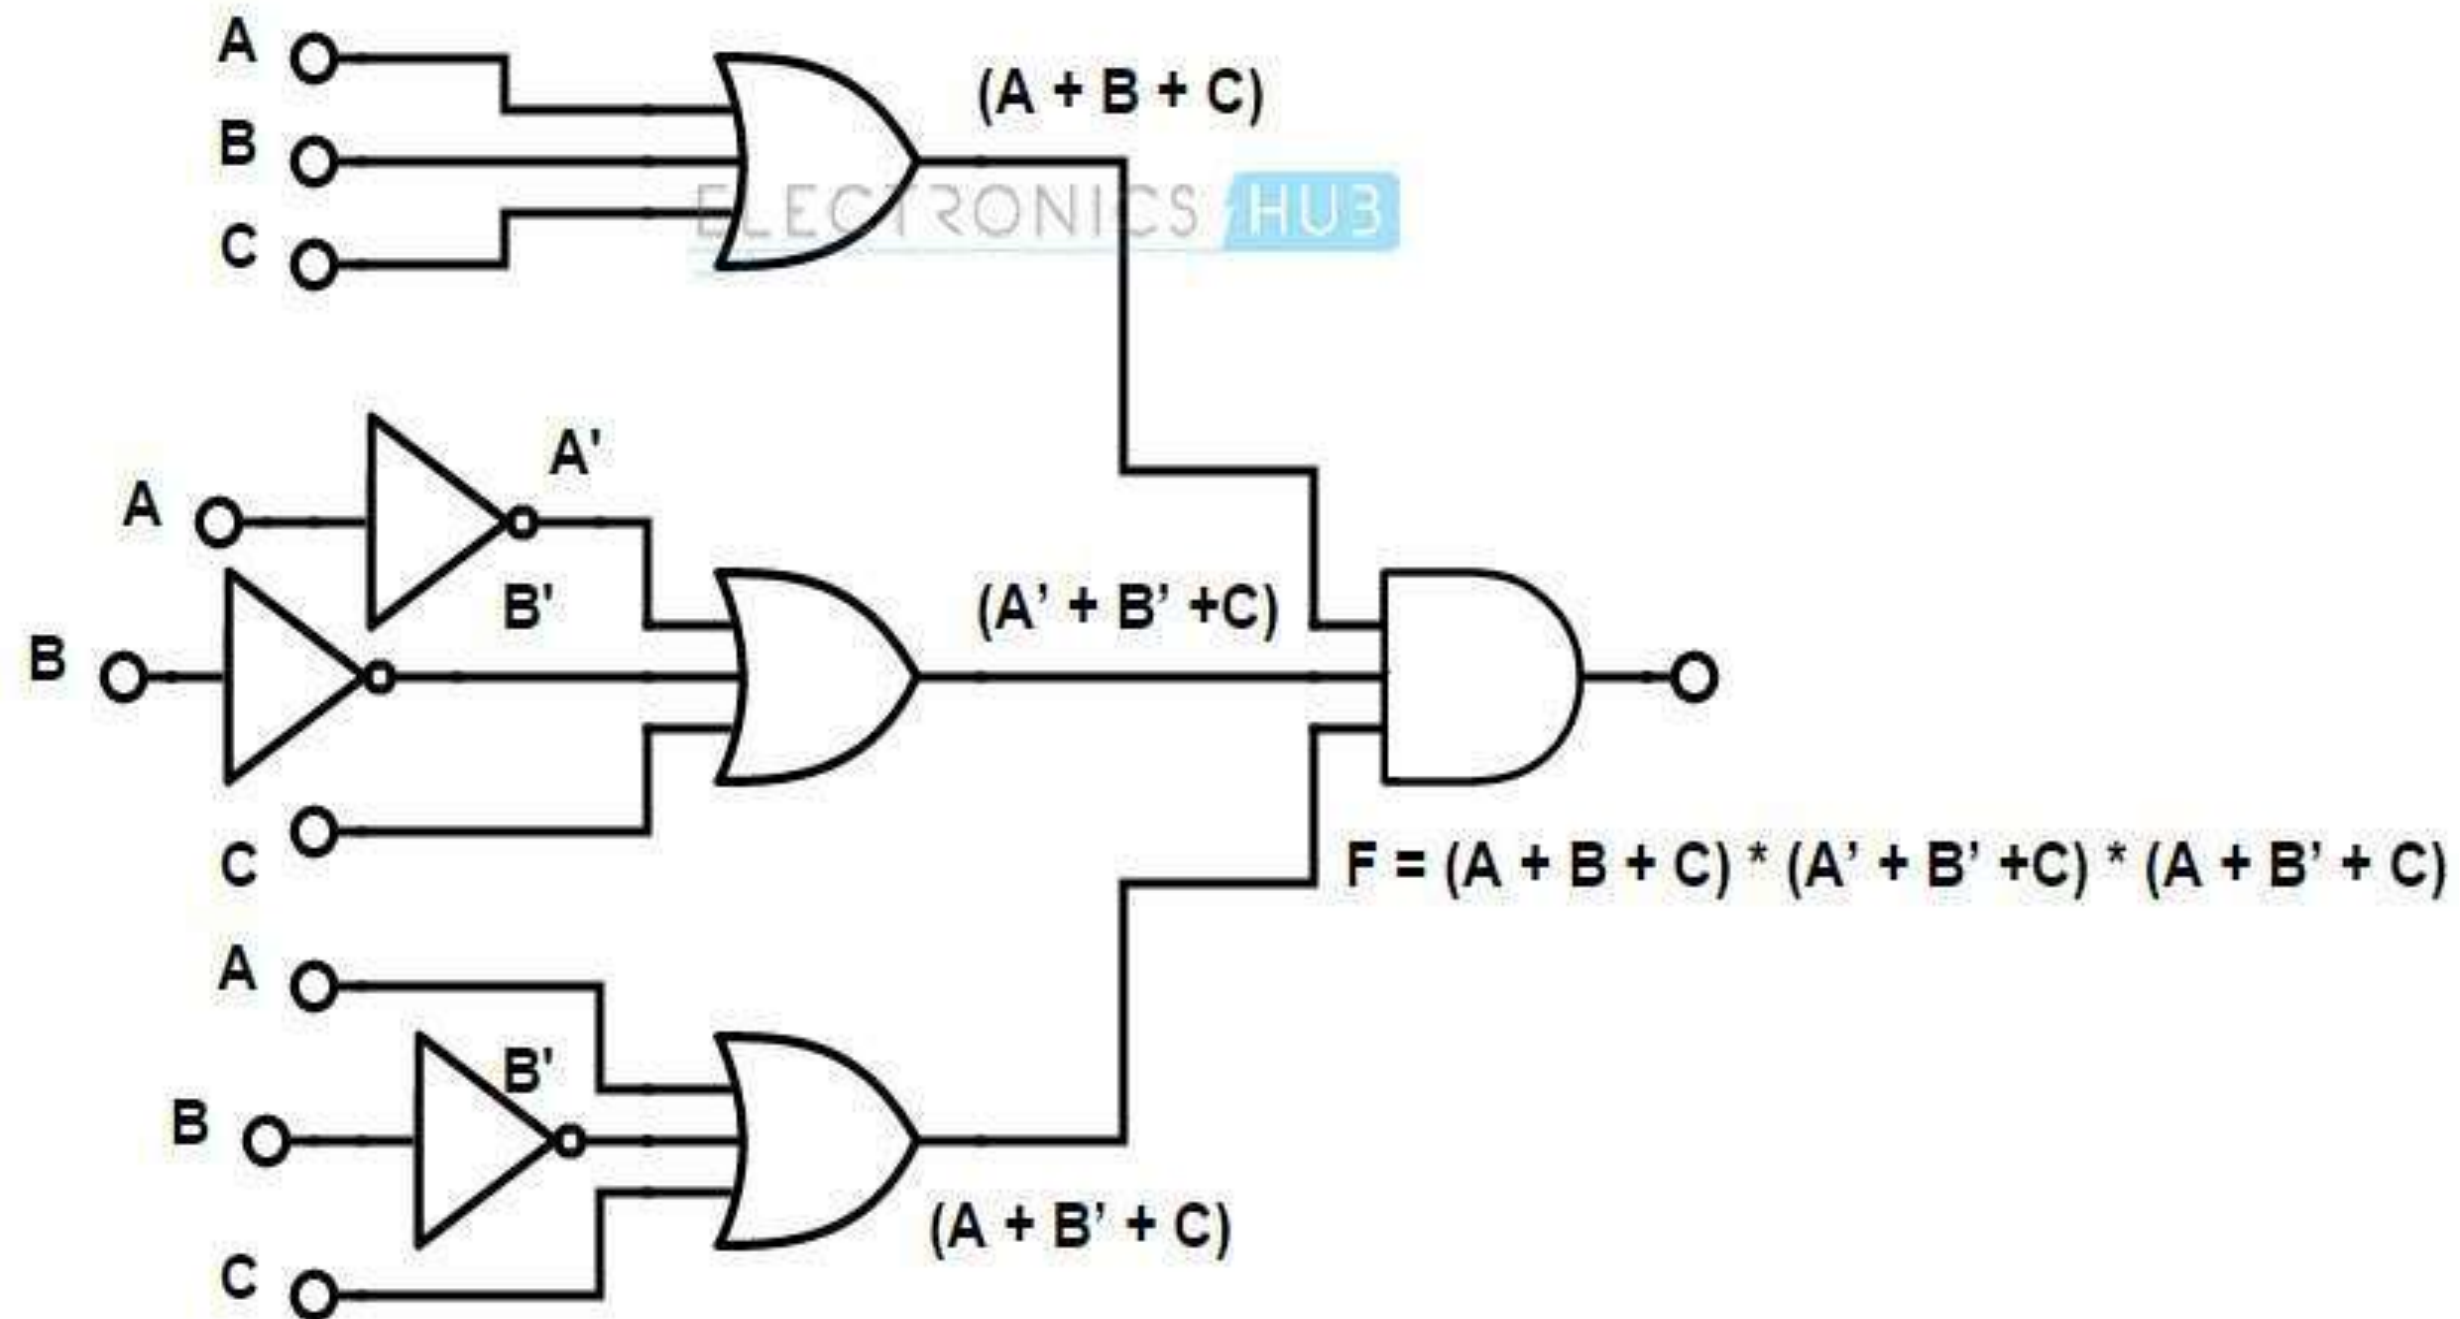 A
(A + B + C)
B
ELECTRONICS HUB
C
A'
A
B'
(A’ + B’ +C)
B
C
F = (A + B + C) * (A’ + B’ +C) * (A + B’ + C)
A
B'
B
(A + B’ + C)
C